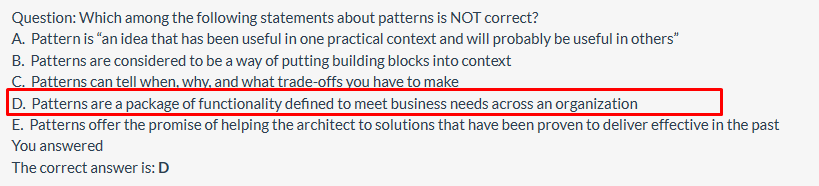 Question: Which among the following statements about patterns is NOT correct?
A. Pattern is “an idea that has been useful in one practical context and will probably be useful in others”
B. Patterns are considered to be a way of putting building blocks into context
C. Patterns can tell when, why, and what trade-offs you have to make
D. Patterns are a package of functionality defined to meet business needs across an organization
E. Patterns offer the promise of helping the architect to solutions that have been proven to deliver effective in the past
You answered
The correct answer is: D